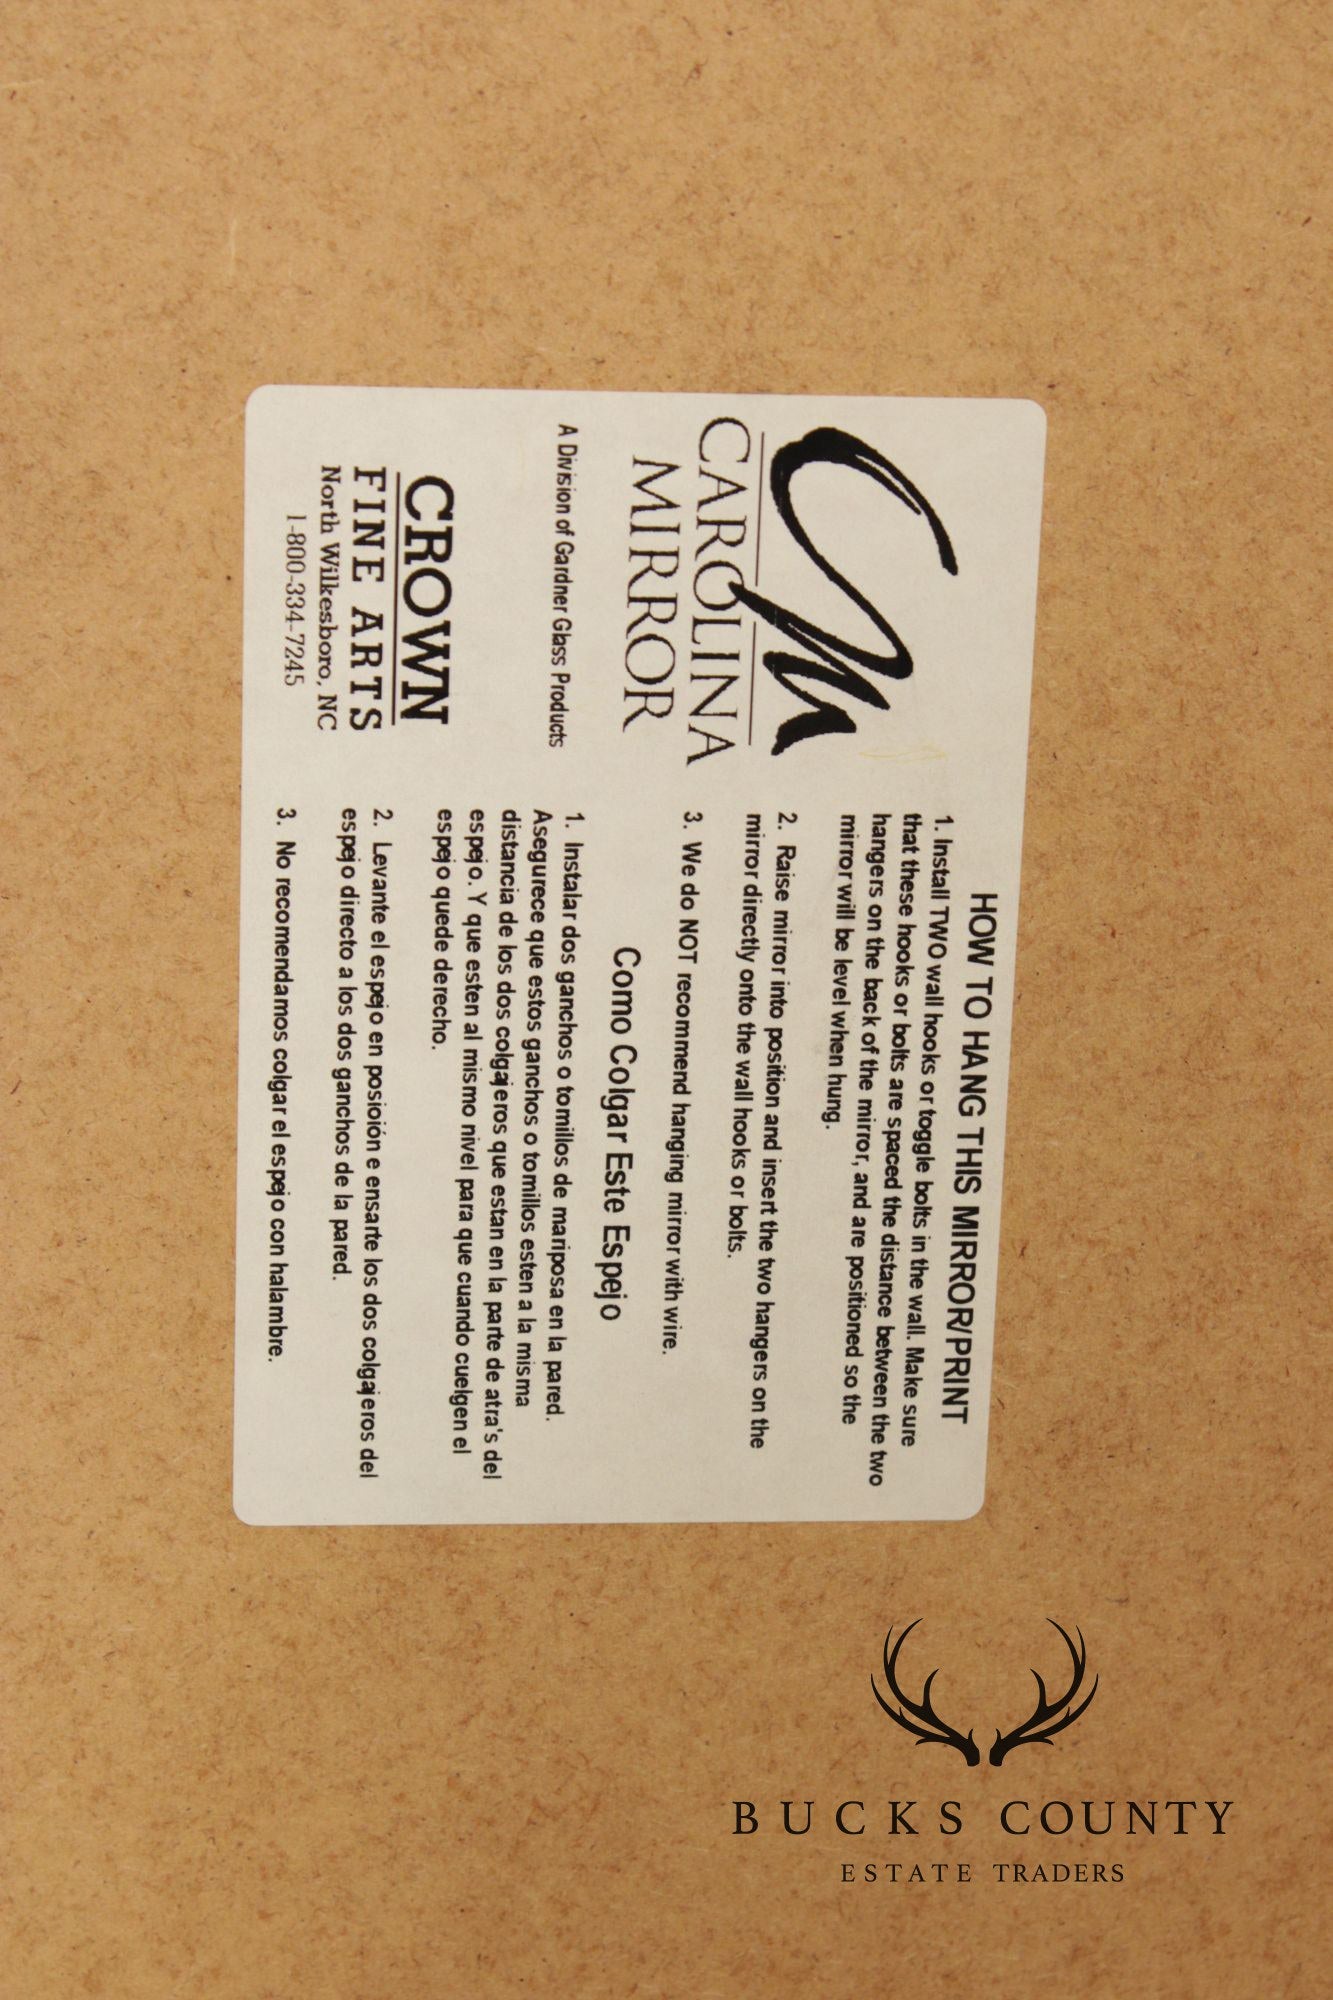 CM
CAROLINA
MIRROR
A Division of Gardner Glass Products
CROWN
FINE ARTS
North Wilkesboro, NC
1-800-334-7245
HOW TO HANG THIS MIRROR/PRINT
1. Install TWO wall hooks or toggle bolts in the wall. Make sure
that these hooks or bolts are spaced the distance between the two
hangers on the back of the mirror, and are positioned so the
mirror will be level when hung.
2. Raise mirror into position and insert the two hangers on the
mirror directly onto the wall hooks or bolts.
3. We do NOT recommend hanging mirror with wire.
Como Colgar Este Espejo
1. Instalar dos ganchos o tornillos de mariposa en la pared.
Asegurece que estos ganchos o tornillos esten a la misma
distancia de los dos colgajeros que estan en la parte de atra's del
espejo. Y que esten al mismo nivel para que cuando cuelgen el
espejo quede derecho.
2. Levante el espejo en posioión e ensarte los dos colgajeros del
espejo directo a los dos ganchos de la pared.
3. No recomendamos colgar el espejo con halambre.
BUCKS COUNTY
ESTATE TRADERS